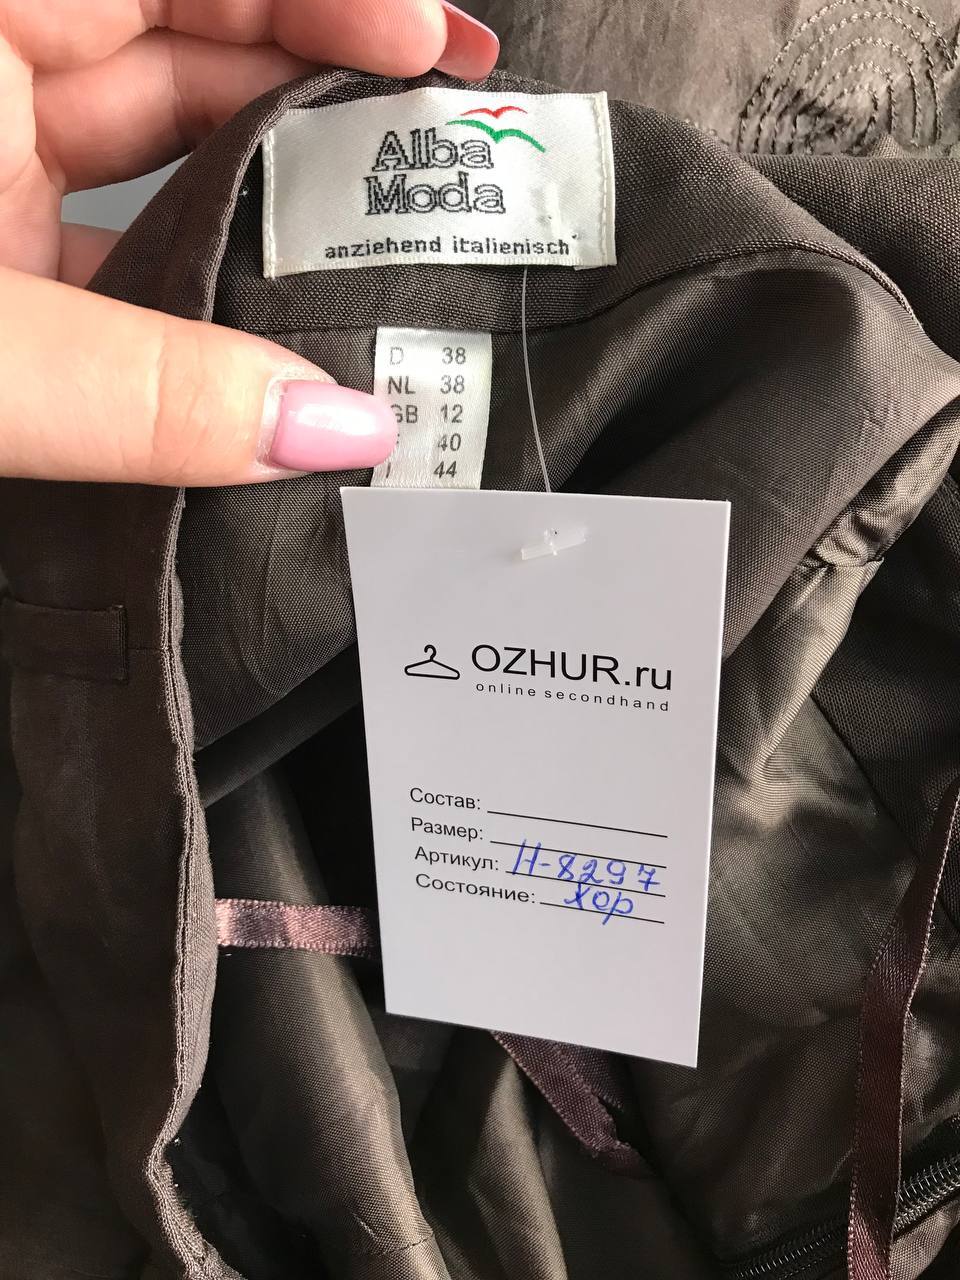 Alba
Moda
anziehend italienisch
D 38
NL 38
GB 12
40
I 44
OZHUR.ru
online secondhand
Состав:
Размер:
Артикул: Н-8297
Состояние: хор